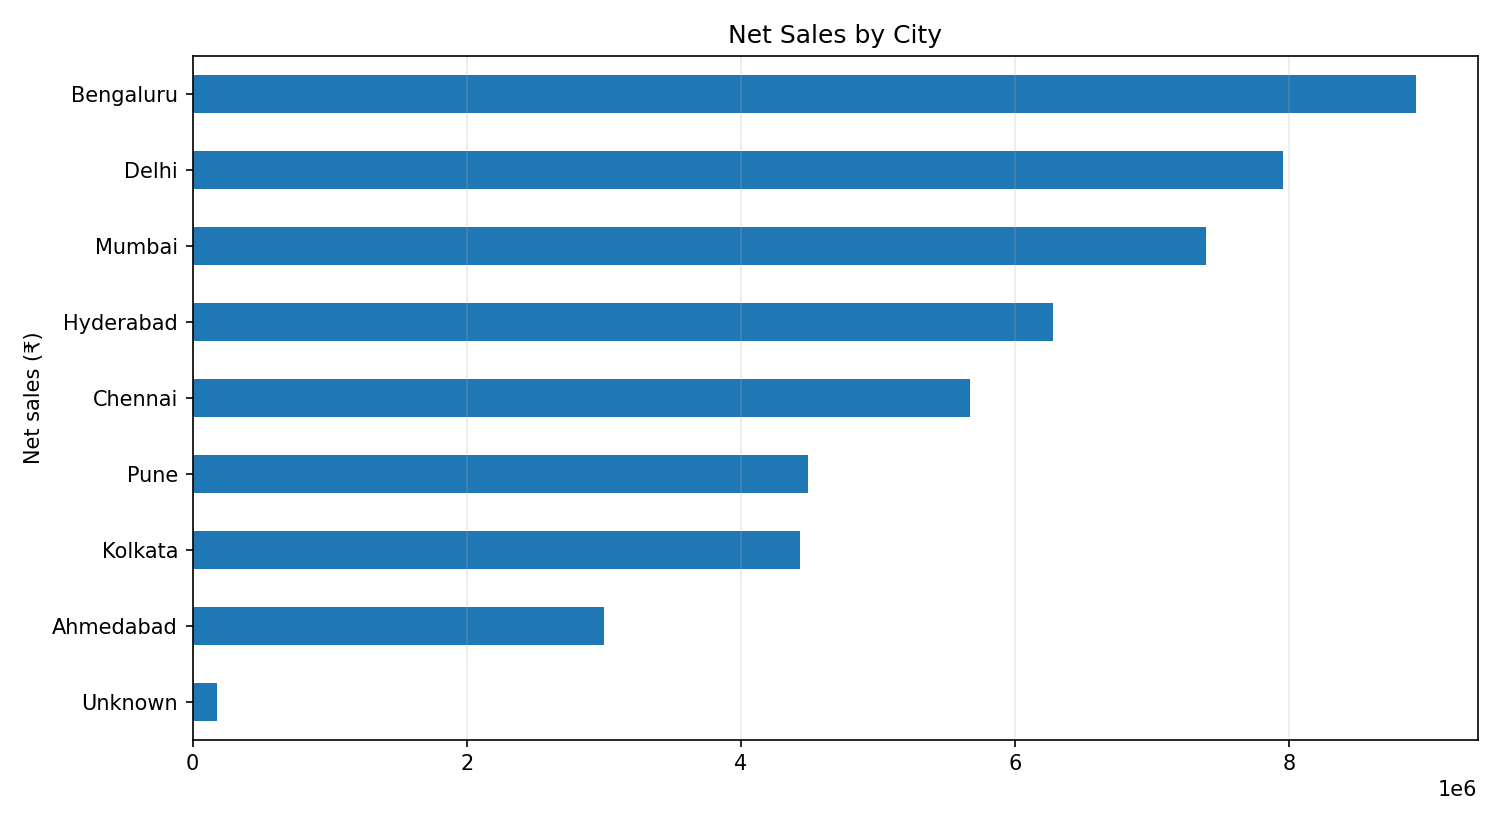 Net Sales by City
Net sales (₹)
Bengaluru
Delhi
Mumbai
Hyderabad
Chennai
Pune
Kolkata
Ahmedabad
Unknown
0 2 4 6 8
1e6